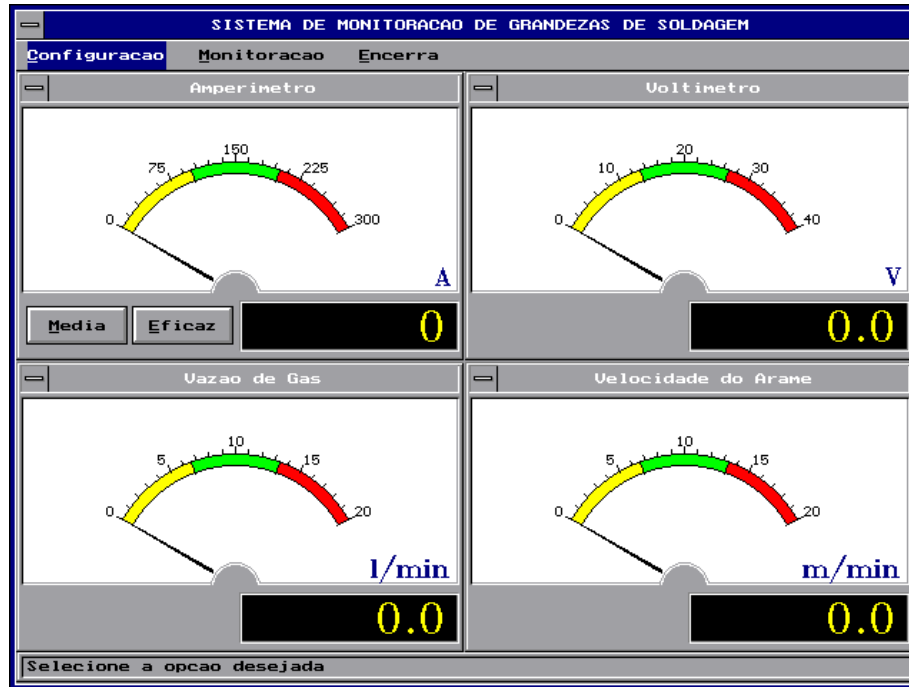 SISTEMA DE MONITORACAO DE GRANDEZAS DE SOLDAGEM
Configuracao Monitoracao Encerra
Amperimetro
0 75 150 225 300
A
Media Eficaz 0
Voltimetro
0 10 20 30 40
V
0.0
Vazao de Gas
0 5 10 15 20
l/min
0.0
Velocidade do Arame
0 5 10 15 20
m/min
0.0
Selecione a opcao desejada